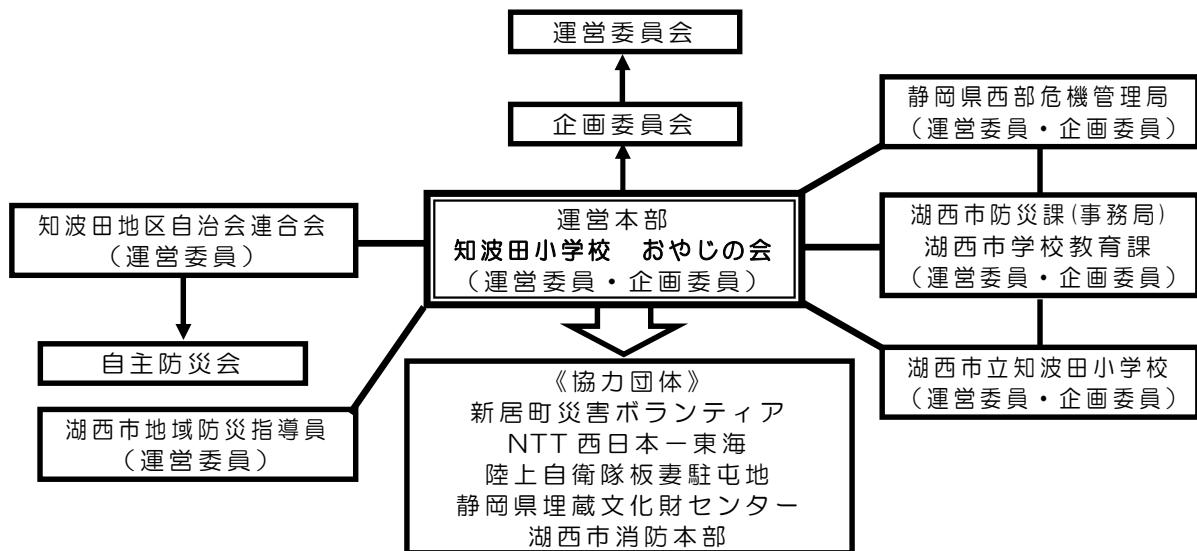 運営委員会
企画委員会
静岡県西部危機管理局
（運営委員・企画委員）
運営本部
知波田小学校　おやじの会
（運営委員・企画委員）
知波田地区自治会連合会
（運営委員）
湖西市防災課(事務局)
湖西市学校教育課
（運営委員・企画委員）
自主防災会
湖西市立知波田小学校
（運営委員・企画委員）
湖西市地域防災指導員
（運営委員）
《協力団体》
新居町災害ボランティア
NTT西日本ー東海
陸上自衛隊板妻駐屯地
静岡県埋蔵文化財センター
湖西市消防本部